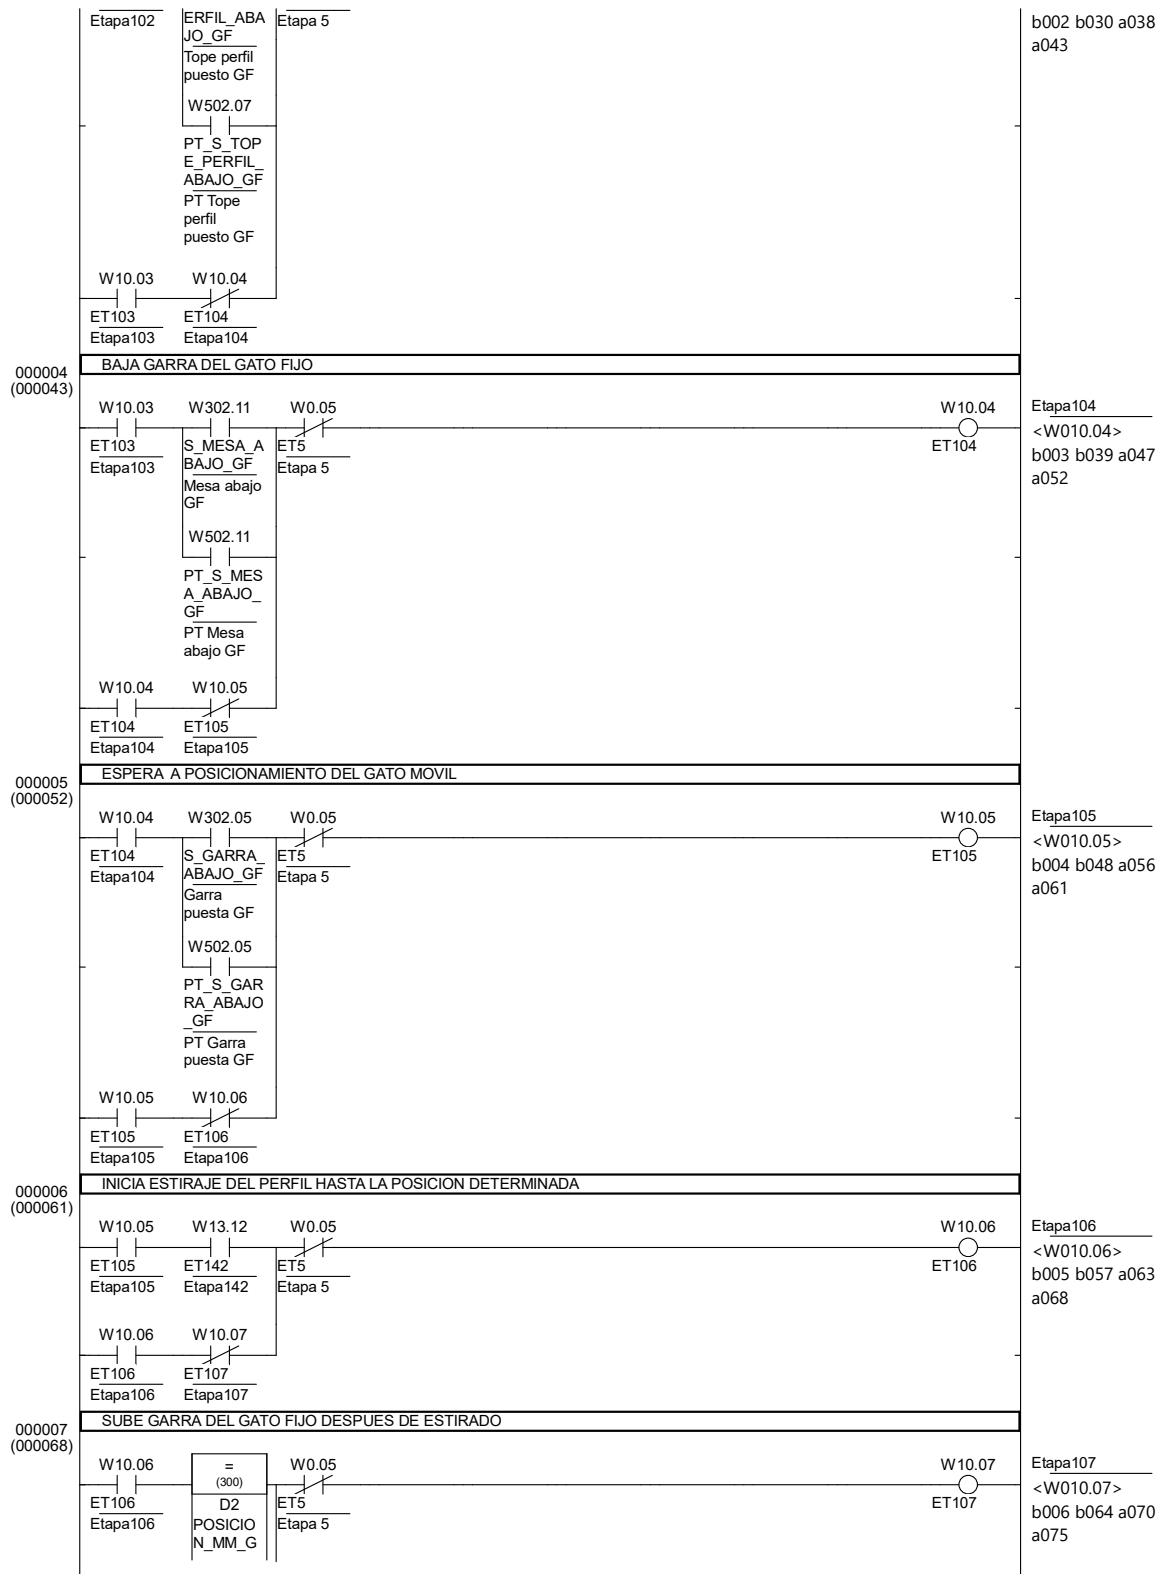 Etapa102
ERFIL_ABA
JO_GF
Tope perfil
puesto GF
Etapa 5
b002 b030 a038
a043
W502.07
PT_S_TOP
E_PERFIL_
ABAJO_GF
PT Tope
perfil
puesto GF
W10.03 W10.04
ET103 ET104
Etapa103 Etapa104
000004
(000043)
BAJA GARRA DEL GATO FIJO
W10.03 W302.11 W0.05 W10.04
ET103 S_MESA_A
BAJO_GF
ET5 ET104
Etapa103
Mesa abajo
GF
Etapa 5
Etapa104
<W010.04>
b003 b039 a047
a052
W502.11
PT_S_MES
A_ABAJO_
GF
PT Mesa
abajo GF
W10.04 W10.05
ET104 ET105
Etapa104 Etapa105
000005
(000052)
ESPERA A POSICIONAMIENTO DEL GATO MOVIL
W10.04 W302.05 W0.05 W10.05
ET104 S_GARRA_
ABAJO_GF
ET5 ET105
Etapa104
Garra
puesta GF
Etapa 5
Etapa105
<W010.05>
b004 b048 a056
a061
W502.05
PT_S_GAR
RA_ABAJO
_GF
PT Garra
puesta GF
W10.05 W10.06
ET105 ET106
Etapa105 Etapa106
000006
(000061)
INICIA ESTIRAJE DEL PERFIL HASTA LA POSICION DETERMINADA
W10.05 W13.12 W0.05 W10.06
ET105 ET142 ET5 ET106
Etapa105 Etapa142 Etapa 5
Etapa106
<W010.06>
b005 b057 a063
a068
W10.06 W10.07
ET106 ET107
Etapa106 Etapa107
000007
(000068)
SUBE GARRA DEL GATO FIJO DESPUES DE ESTIRADO
W10.06 = W0.05 W10.07
(300)
ET106 D2 ET5 ET107
Etapa106 POSICIO
N_MM_G
Etapa 5
Etapa107
<W010.07>
b006 b064 a070
a075